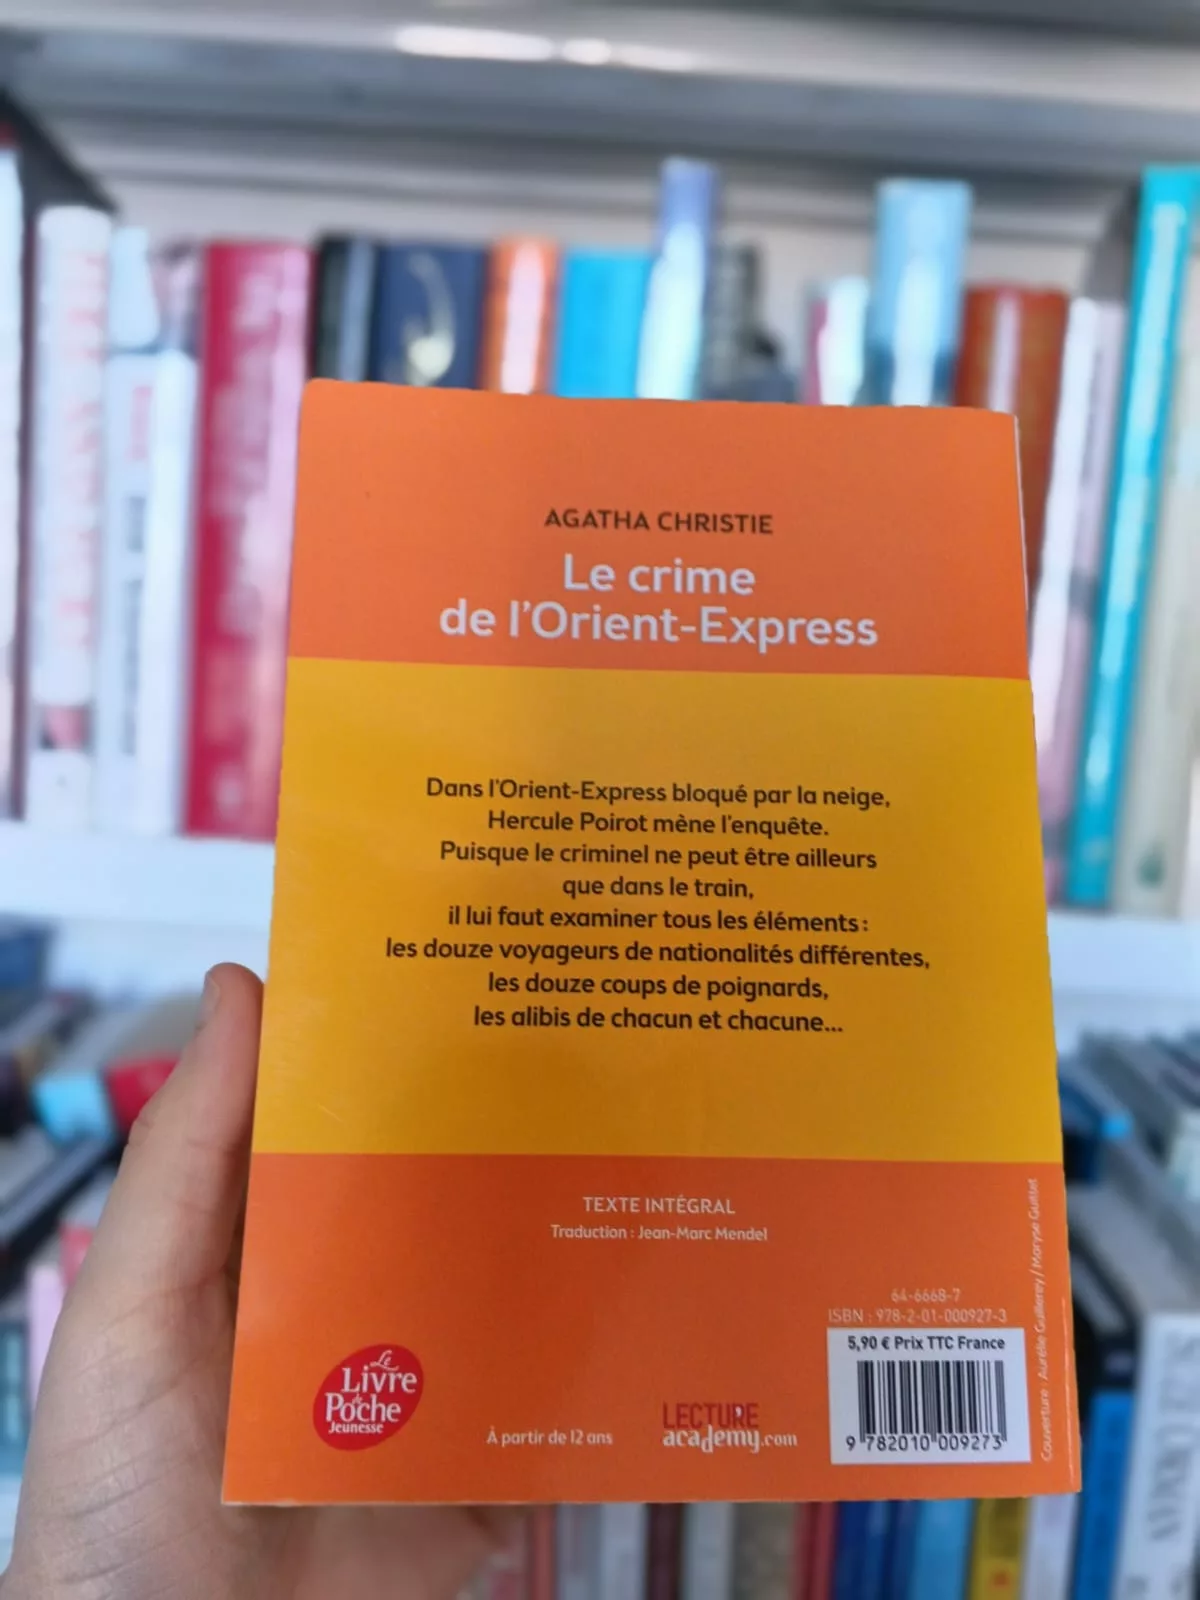 AGATHA CHRISTIE
Le crime
de l'Orient-Express
Dans l'Orient-Express bloqué par la neige,
Hercule Poirot mène l'enquête.
Puisque le criminel ne peut être ailleurs
que dans le train,
il lui faut examiner tous les éléments :
les douze voyageurs de nationalités différentes,
les douze coups de poignards,
les alibis de chacun et chacune...
TEXTE INTÉGRAL
Traduction : Jean-Marc Mendel
64-6668-7
ISBN : 978-2-01-000927-3
5,90 € Prix TTC France
9 782010 009273
Le
Livre
de
Poche
Jeunesse
À partir de 12 ans
LECTURE
academy.com
Couverture : Aurélie Guillerey / Maryse Guittet